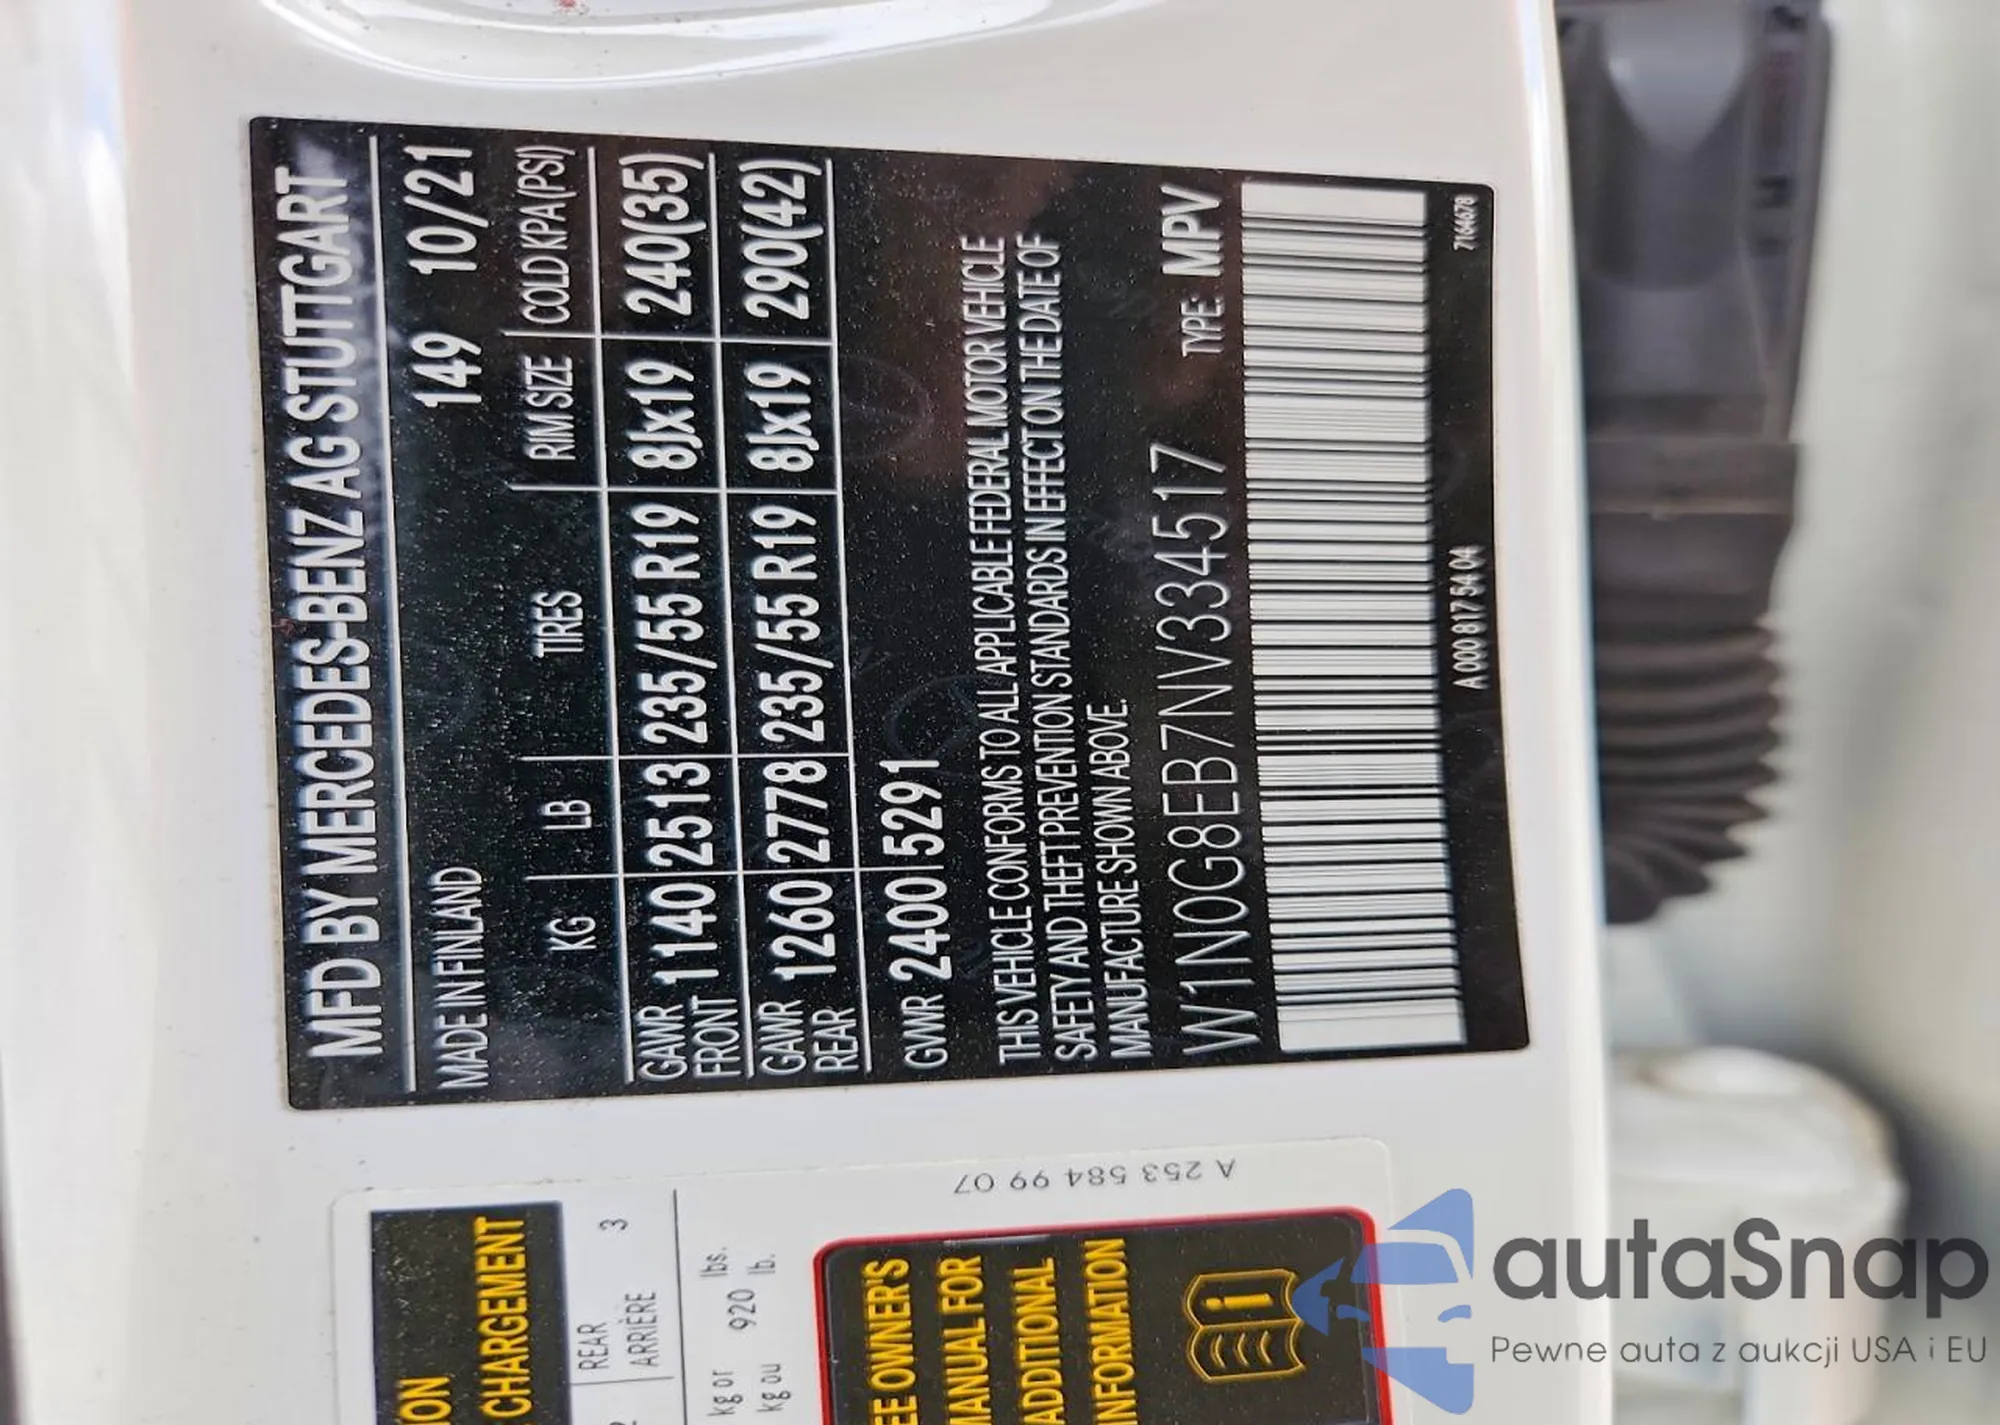 MFD BY MERCEDES-BENZ AG STUTTGART
MADE IN FINLAND 149 10/21
KG LB TIRES RIM SIZE COLD KPA(PSI)
GAWR FRONT 1140 2513 235/55 R19 8Jx19 240(35)
GAWR REAR 1260 2778 235/55 R19 8Jx19 290(42)
GVWR 2400 5291
THIS VEHICLE CONFORMS TO ALL APPLICABLE FEDERAL MOTOR VEHICLE
SAFETY AND THEFT PREVENTION STANDARDS IN EFFECT ON THE DATE OF
MANUFACTURE SHOWN ABOVE.
W1N0G8EB7NV334517 TYPE: MPV
A 000 817 54 04 7164678
A 253 584 99 07
CHARGEMENT
REAR
ARRIÈRE 3
kg or 920 lbs.
kg ou lb.
OWNER'S
MANUAL FOR
ADDITIONAL
INFORMATION
i
autaSnap
Pewne auta z aukcji USA i EU